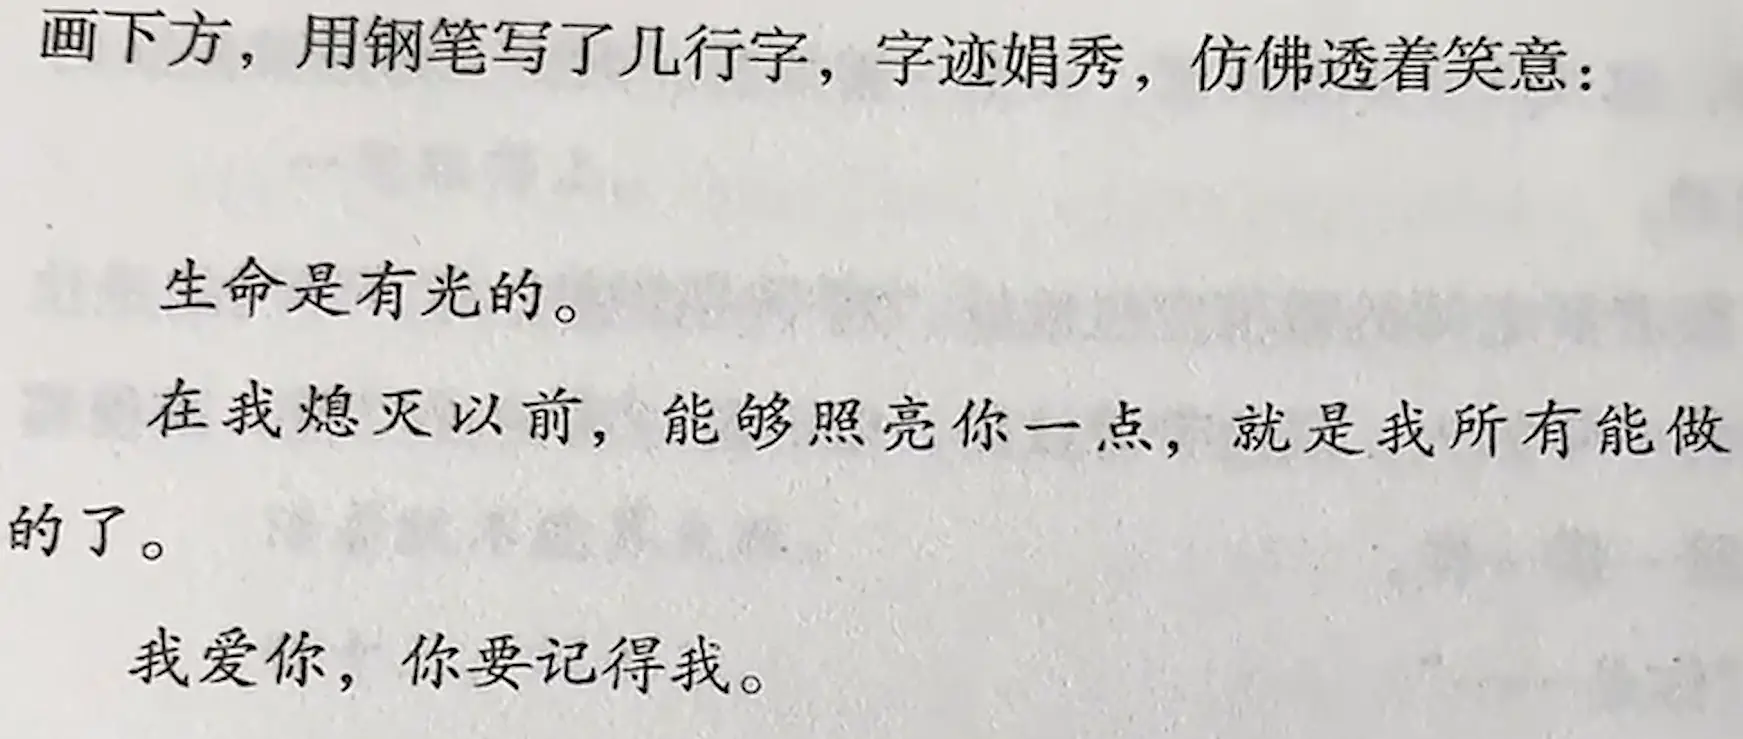 画下方，用钢笔写了几行字，字迹娟秀，仿佛透着笑意：
生命是有光的。
在我熄灭以前，能够照亮你一点，就是我所有能做
的了。
我爱你，你要记得我。